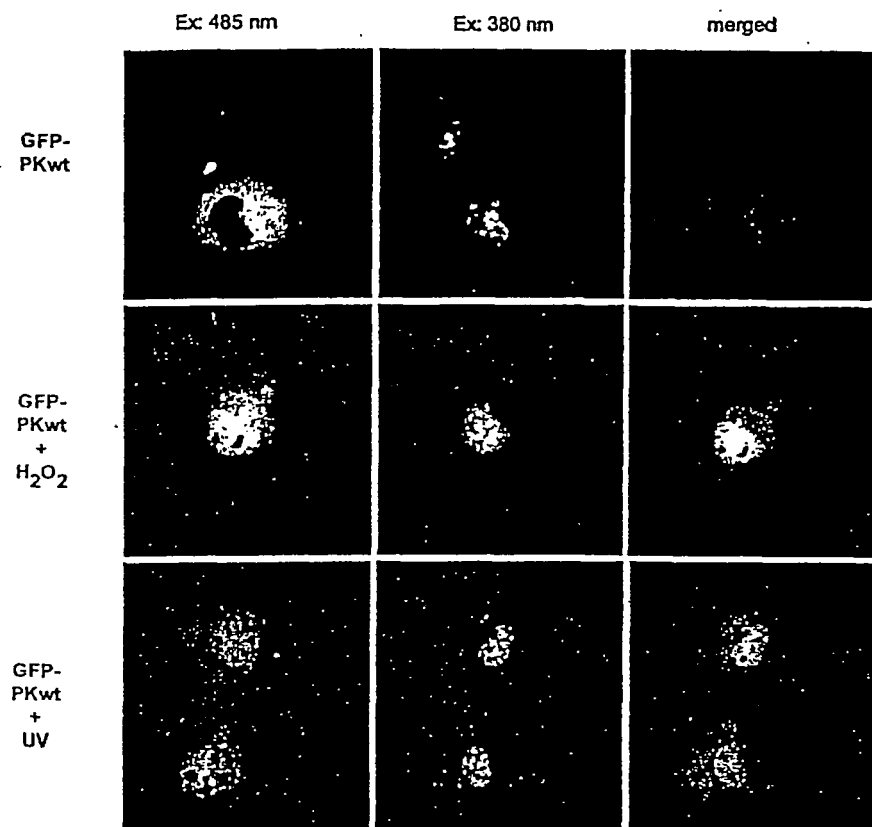 Ex: 485 nm
Ex: 380 nm
merged
GFP-
PKwt
GFP-
PKwt
+
H2O2
GFP-
PKwt
+
UV